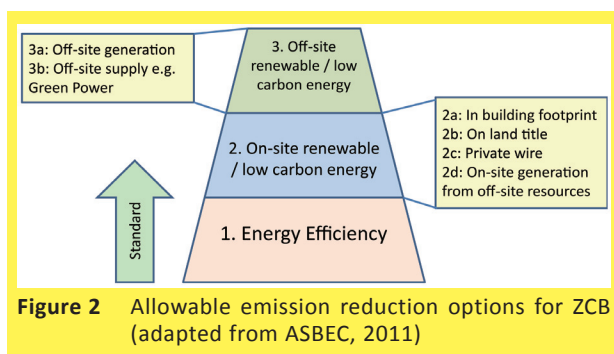 3a: Off-site generation
3b: Off-site supply e.g.
Green Power
3. Off-site
renewable / low
carbon energy
2a: In building footprint
2b: On land title
2c: Private wire
2d: On-site generation
from off-site resources
2. On-site renewable
/ low carbon energy
Standard
1. Energy Efficiency
Figure 2 Allowable emission reduction options for ZCB
(adapted from ASBEC, 2011)